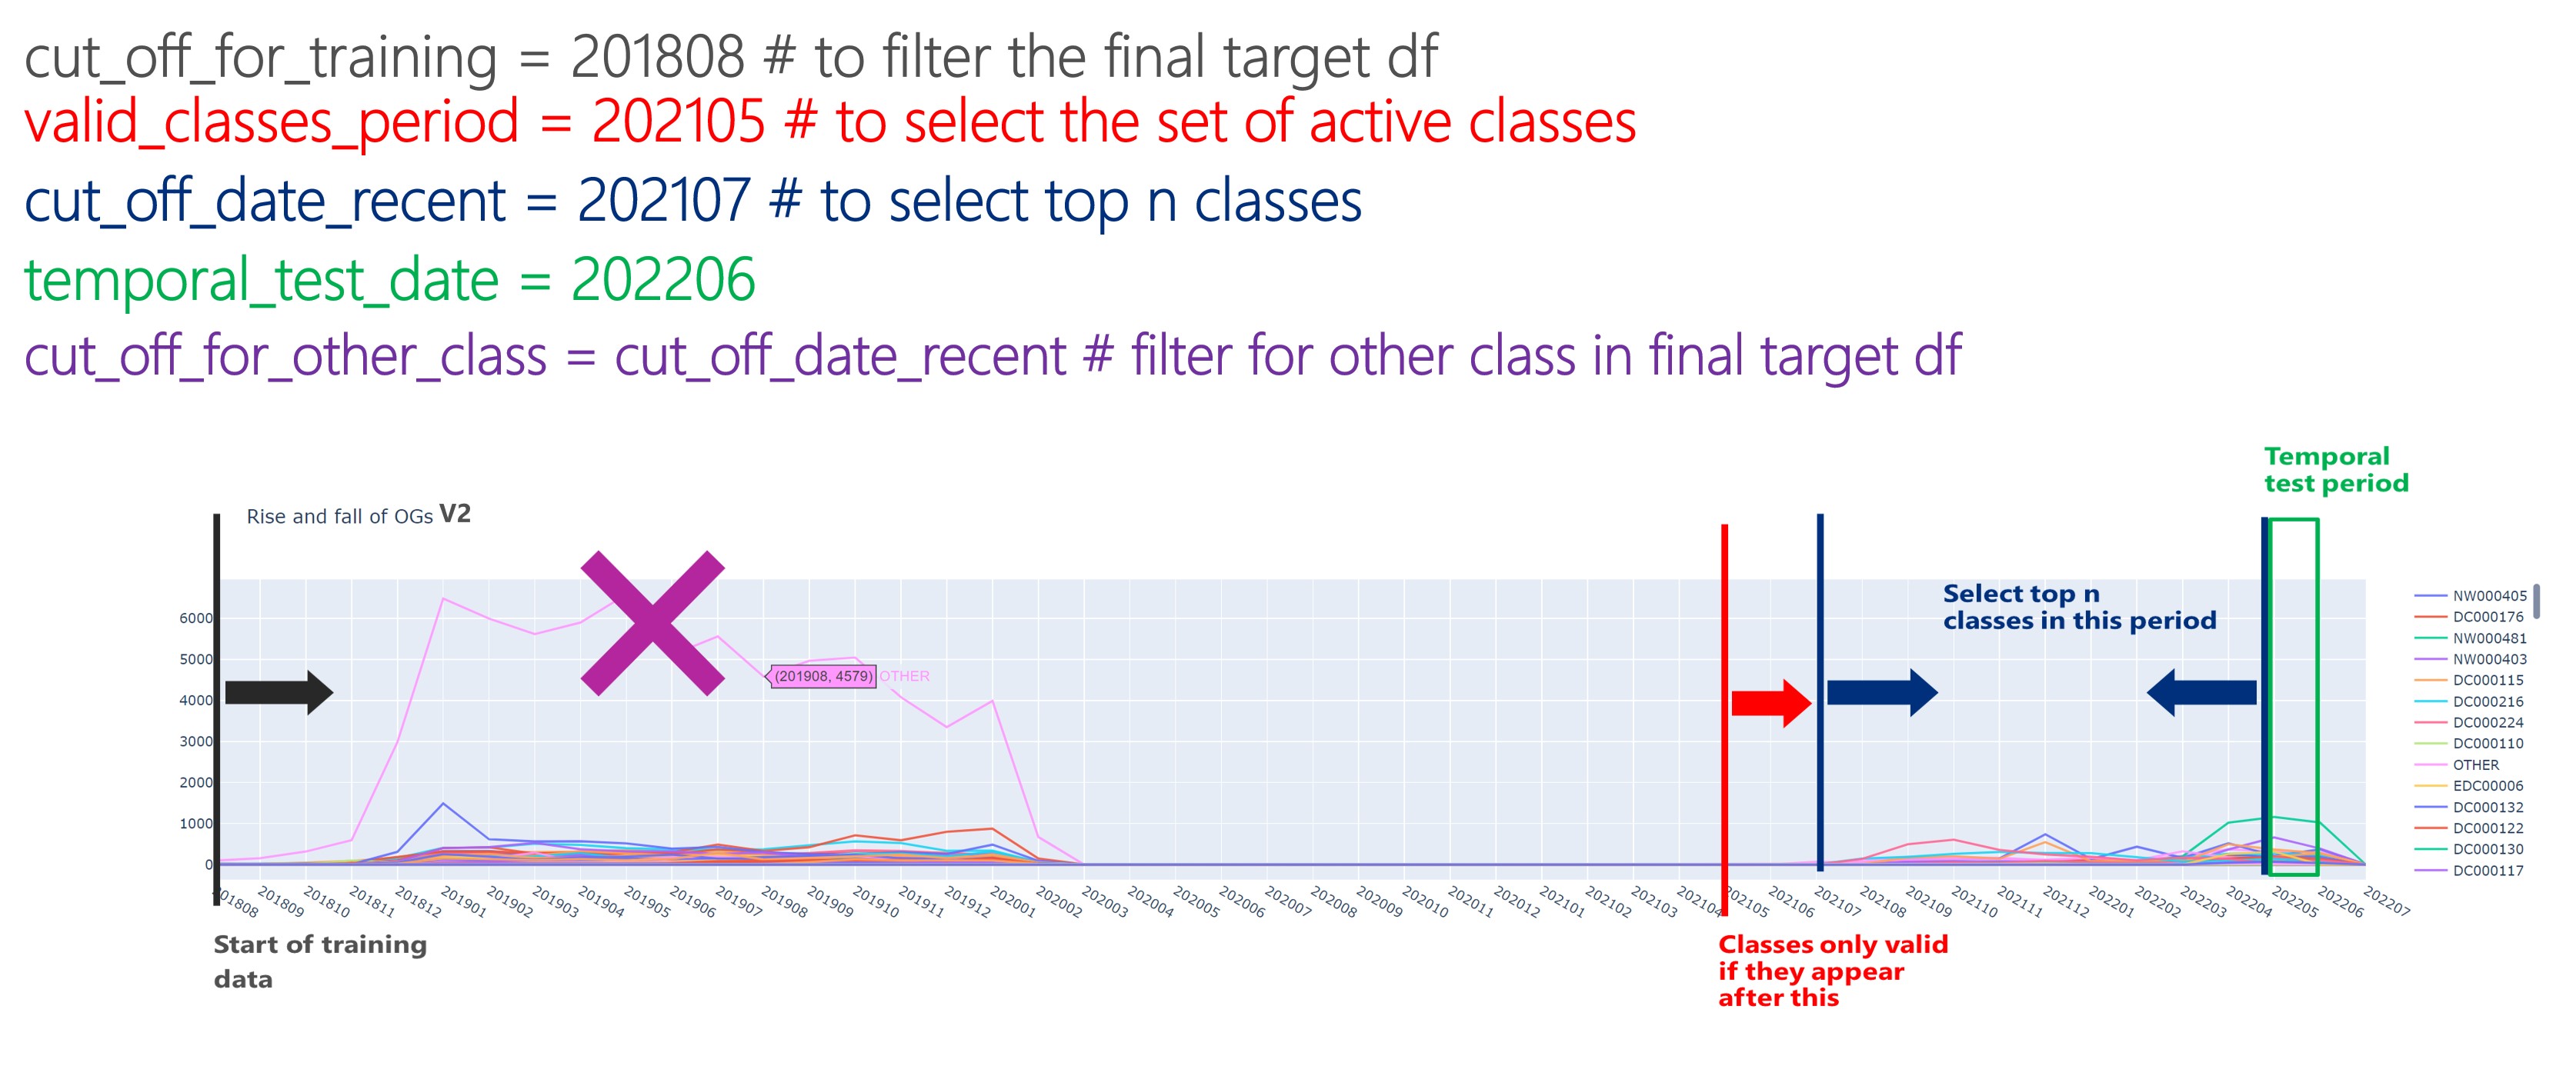 cut_off_for_training = 201808 # to filter the final target df
valid_classes_period = 202105 # to select the set of active classes
cut_off_date_recent = 202107 # to select top n classes
temporal_test_date = 202206
cut_off_for_other_class = cut_off_date_recent # filter for other class in final target df
Temporal
test period
Rise and fall of OGs V2
Select top n
classes in this period
(201908, 4579) OTHER
6000
5000
4000
3000
2000
1000
0
201808 201809 201810 201811 201812 201901 201902 201903 201904 201905 201906 201907 201908 201909 201910 201911 201912 202001 202002 202003 202004 202005 202006 202007 202008 202009 202010 202011 202012 202101 202102 202103 202104 202105 202106 202107 202108 202109 202110 202111 202112 202201 202202 202203 202204 202205 202206 202207
NW000405
DC000176
NW000481
NW000403
DC000115
DC000216
DC000224
DC000110
OTHER
EDC00006
DC000132
DC000122
DC000130
DC000117
Start of training
data
Classes only valid
if they appear
after this